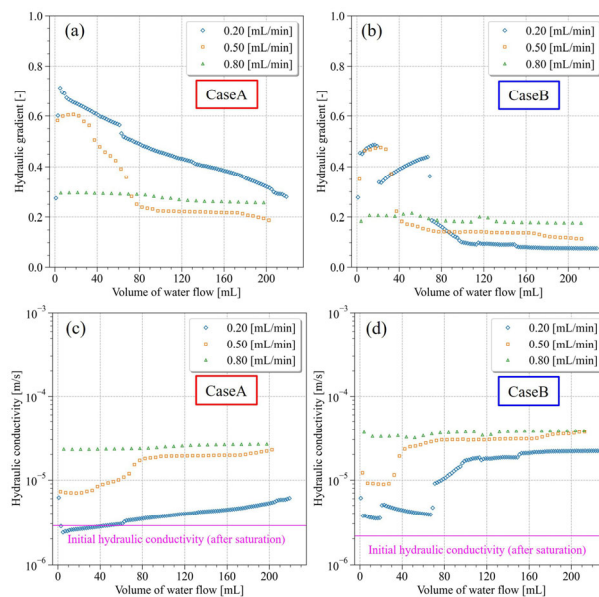 (a)
0.20 [mL/min]
0.50 [mL/min]
0.80 [mL/min]
CaseA
Hydraulic gradient [-]
1.0
0.8
0.6
0.4
0.2
0.0
0 40 80 120 160 200
Volume of water flow [mL]
(b)
0.20 [mL/min]
0.50 [mL/min]
0.80 [mL/min]
CaseB
Hydraulic gradient [-]
1.0
0.8
0.6
0.4
0.2
0.0
0 40 80 120 160 200
Volume of water flow [mL]
(c)
0.20 [mL/min]
0.50 [mL/min]
0.80 [mL/min]
CaseA
Hydraulic conductivity [m/s]
10⁻³
10⁻⁴
10⁻⁵
10⁻⁶
Initial hydraulic conductivity (after saturation)
0 40 80 120 160 200
Volume of water flow [mL]
(d)
0.20 [mL/min]
0.50 [mL/min]
0.80 [mL/min]
CaseB
Hydraulic conductivity [m/s]
10⁻³
10⁻⁴
10⁻⁵
10⁻⁶
Initial hydraulic conductivity (after saturation)
0 40 80 120 160 200
Volume of water flow [mL]